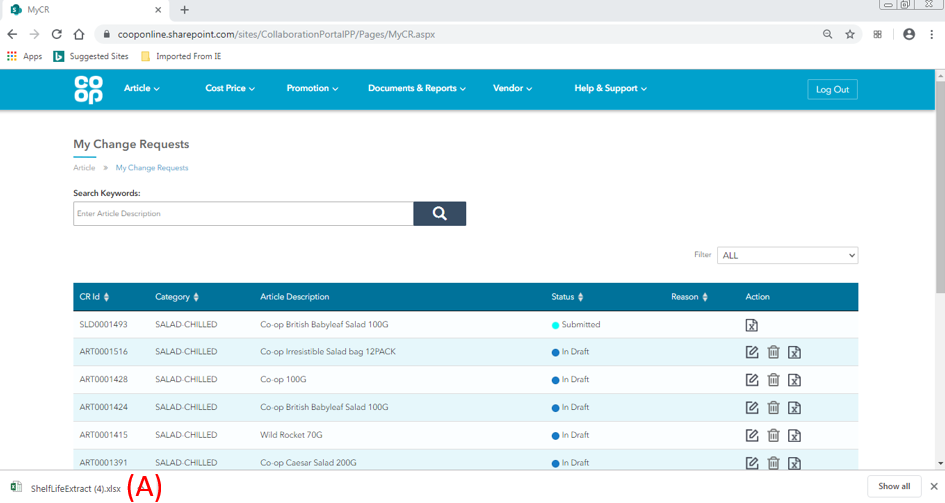 MyCR
cooponline.sharepoint.com/sites/CollaborationPortalPP/Pages/MyCR.aspx
Apps Suggested Sites Imported From IE
co
op
Article Cost Price Promotion Documents & Reports Vendor Help & Support Log Out
My Change Requests
Article » My Change Requests
Search Keywords:
Enter Article Description
Filter ALL
CR Id Category Article Description Status Reason Action
SLD0001493 SALAD-CHILLED Co-op British Babyleaf Salad 100G Submitted
ART0001516 SALAD-CHILLED Co-op Irresistible Salad bag 12PACK In Draft
ART0001428 SALAD-CHILLED Co-op 100G In Draft
ART0001424 SALAD-CHILLED Co-op British Babyleaf Salad 100G In Draft
ART0001415 SALAD-CHILLED Wild Rocket 70G In Draft
ART0001391 SALAD-CHILLED Co-op Caesar Salad 200G In Draft
ShelfLifeExtract (4).xlsx (A) Show all